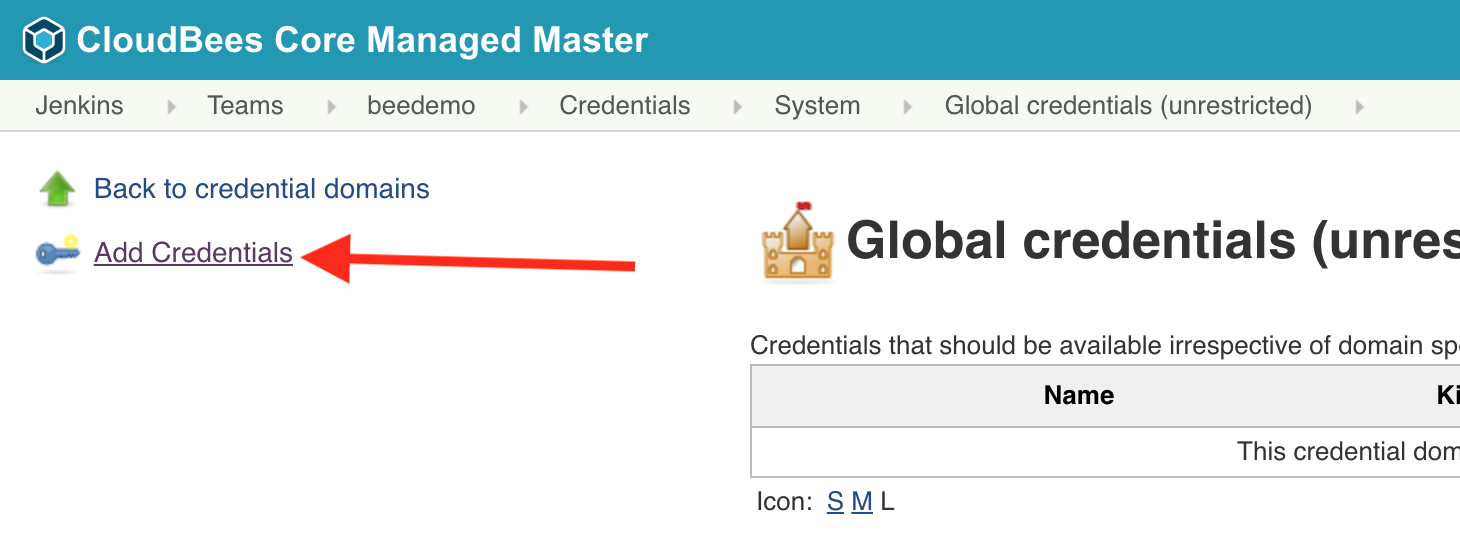 CloudBees Core Managed Master
Jenkins Teams beedemo Credentials System Global credentials (unrestricted)
Back to credential domains
Add Credentials
Global credentials (unres
Credentials that should be available irrespective of domain sp
Name Ki
This credential dom
Icon: S M L